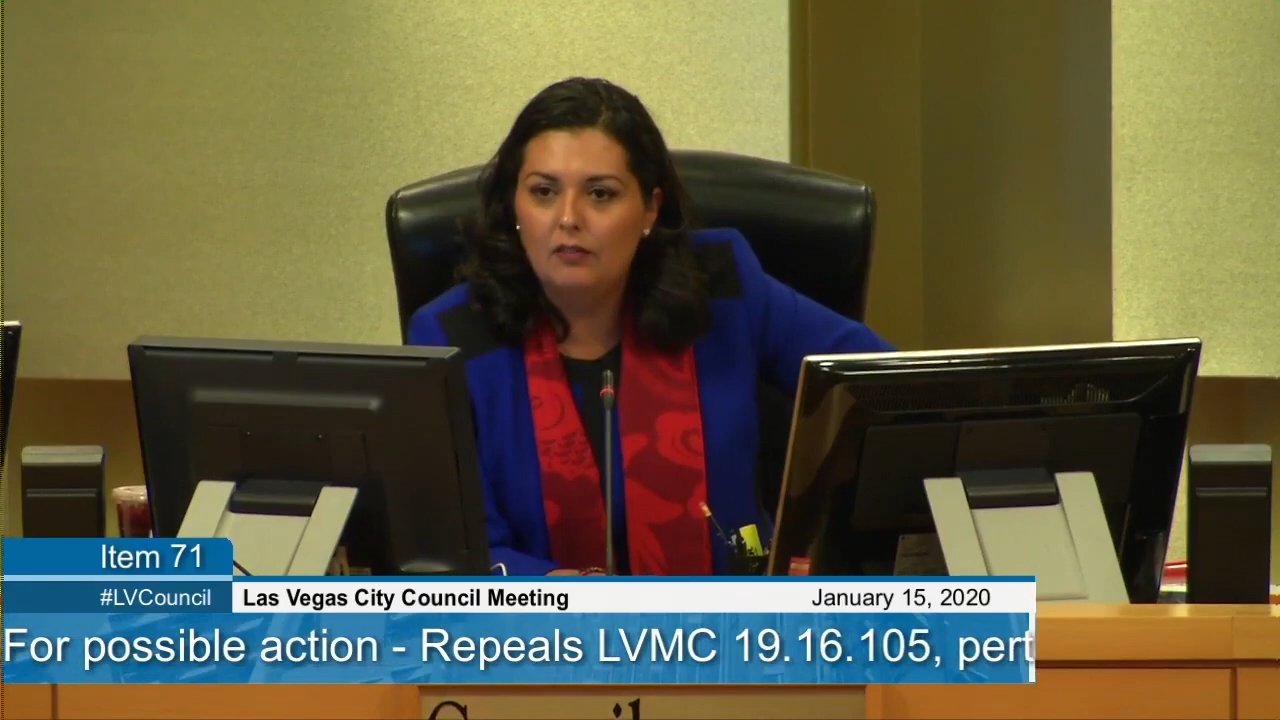 Item 71
#LVCouncil
Las Vegas City Council Meeting January 15, 2020
For possible action - Repeals LVMC 19.16.105, pert
Council